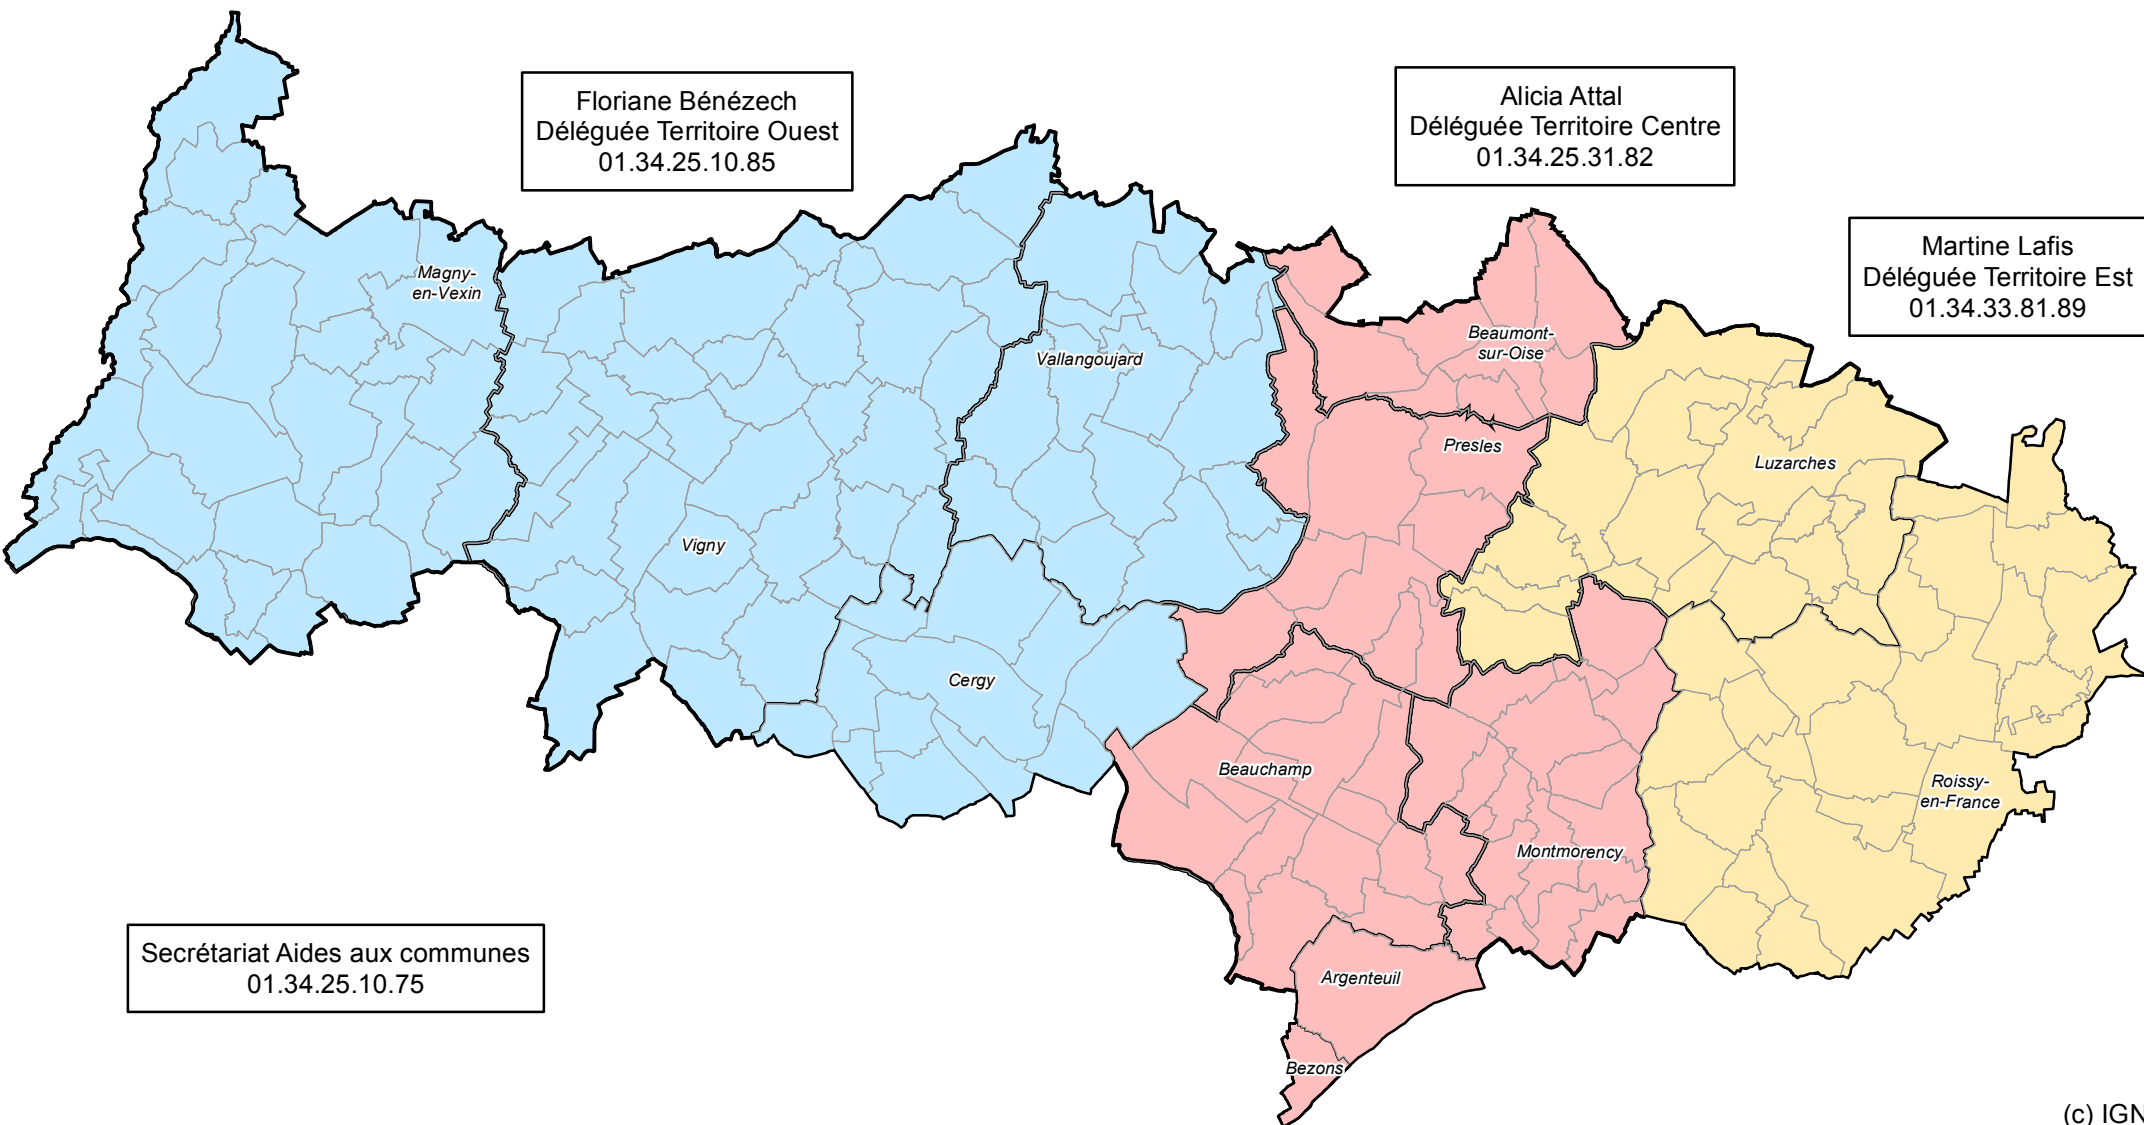 Floriane Bénézech
Déléguée Territoire Ouest
01.34.25.10.85
Alicia Attal
Déléguée Territoire Centre
01.34.25.31.82
Martine Lafis
Déléguée Territoire Est
01.34.33.81.89
Magny-
en-Vexin
Vallangoujard
Beaumont-
sur-Oise
Presles
Luzarches
Vigny
Cergy
Beauchamp
Roissy-
en-France
Montmorency
Argenteuil
Bezons
Secrétariat Aides aux communes
01.34.25.10.75
(c) IGN